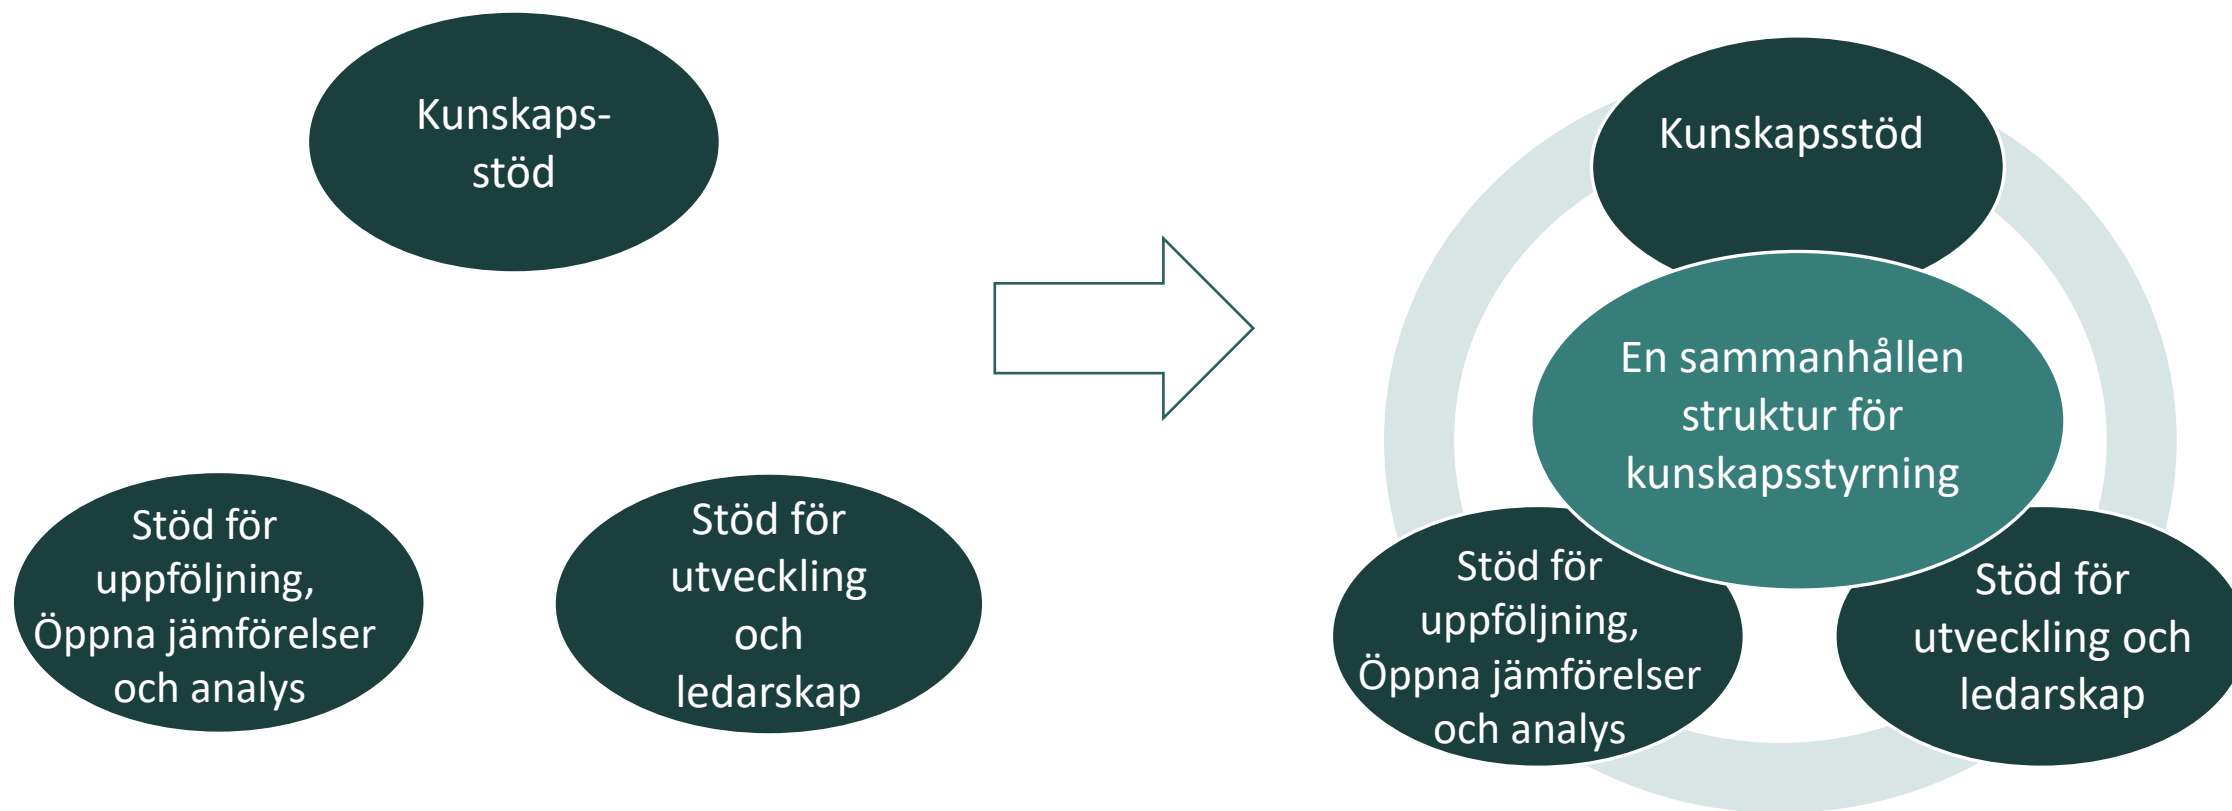 Kunskaps-
stöd
Stöd för
uppföljning,
Öppna jämförelser
och analys
Stöd för
utveckling
och
ledarskap
Kunskapsstöd
En sammanhållen
struktur för
kunskapsstyrning
Stöd för
uppföljning,
Öppna jämförelser
och analys
Stöd för
utveckling och
ledarskap